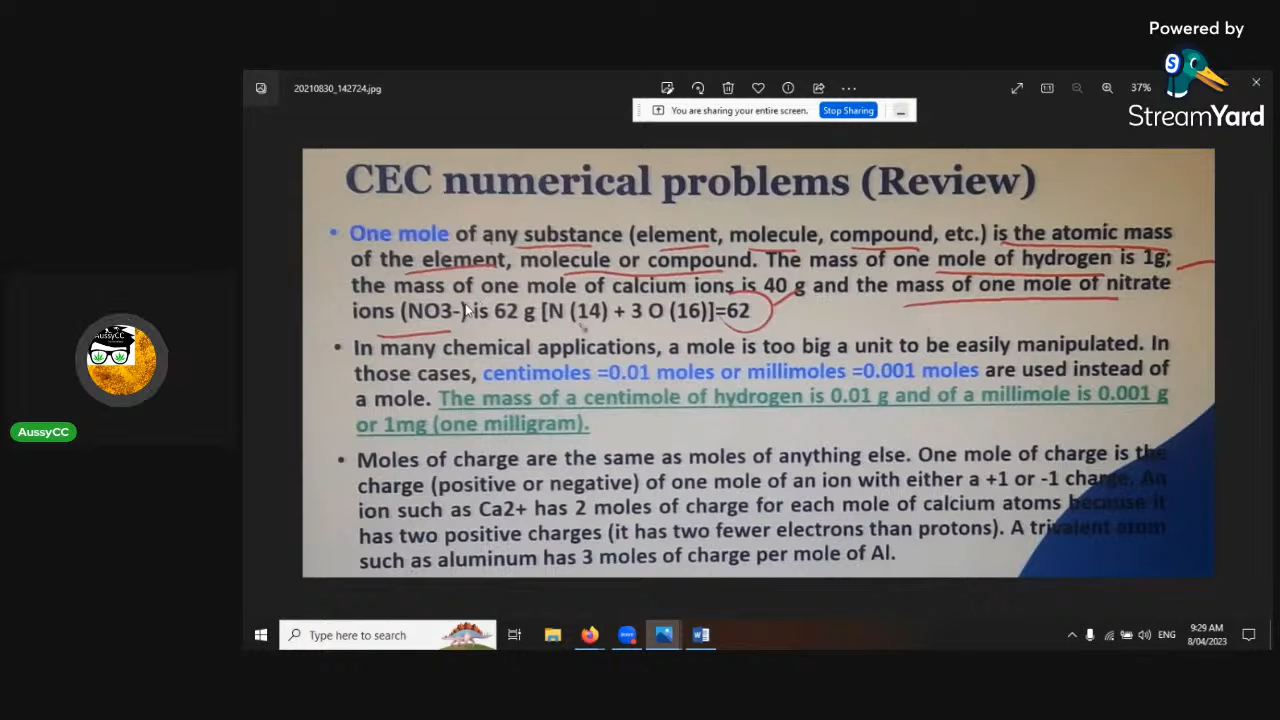 Powered by
StreamYard
20210830_142724.jpg
37%
You are sharing your entire screen.
Stop Sharing
CEC numerical problems (Review)
• One mole of any substance (element, molecule, compound, etc.) is the atomic mass
of the element, molecule or compound. The mass of one mole of hydrogen is 1g;
the mass of one mole of calcium ions is 40 g and the mass of one mole of nitrate
ions (NO3-) is 62 g [N (14) + 3 O (16)]=62
• In many chemical applications, a mole is too big a unit to be easily manipulated. In
those cases, centimoles =0.01 moles or millimoles =0.001 moles are used instead of
a mole. The mass of a centimole of hydrogen is 0.01 g and of a millimole is 0.001 g
or 1mg (one milligram).
• Moles of charge are the same as moles of anything else. One mole of charge is the
charge (positive or negative) of one mole of an ion with either a +1 or -1 charge. An
ion such as Ca2+ has 2 moles of charge for each mole of calcium atoms because it
has two positive charges (it has two fewer electrons than protons). A trivalent atom
such as aluminum has 3 moles of charge per mole of Al.
AussyCC
AussyCC
Type here to search
ENG
9:29 AM
8/04/2023